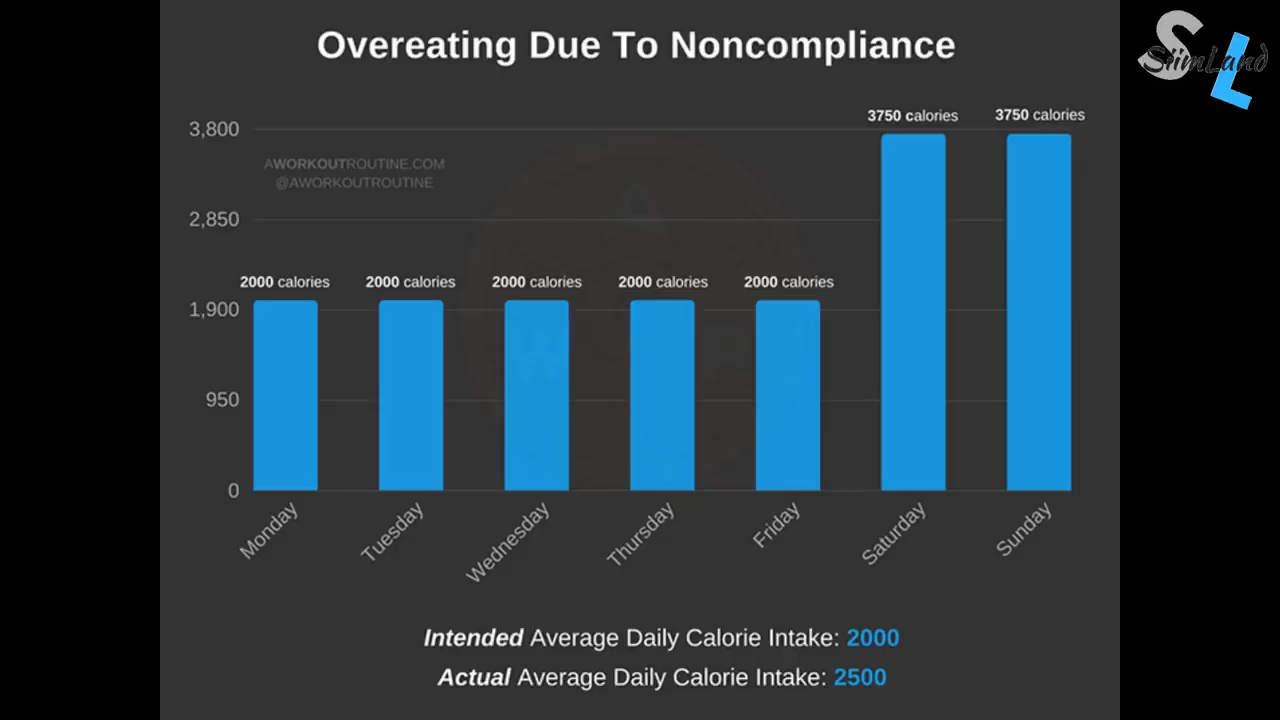 Overeating Due To Noncompliance
SiimLand
SL
3750 calories 3750 calories
3,800
AWORKOUTROUTINE.COM
@AWORKOUTROUTINE
2,850
2000 calories 2000 calories 2000 calories 2000 calories 2000 calories
1,900
950
0
Monday Tuesday Wednesday Thursday Friday Saturday Sunday
Intended Average Daily Calorie Intake: 2000
Actual Average Daily Calorie Intake: 2500